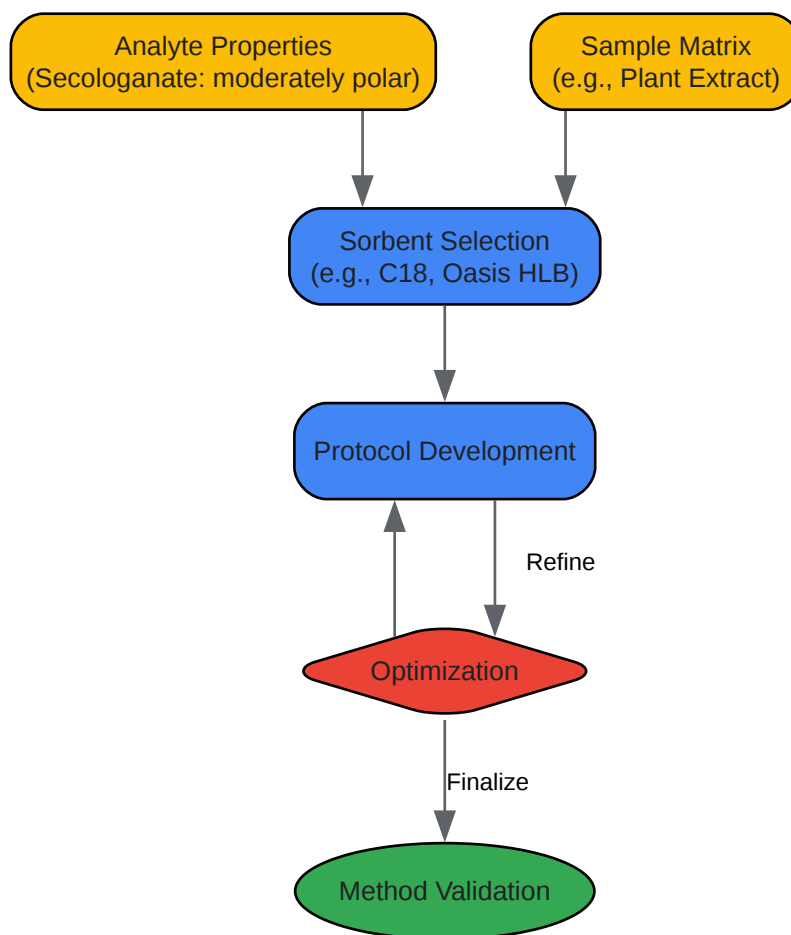 Analyte Properties
(Secologanate: moderately polar)
Sample Matrix
(e.g., Plant Extract)
Sorbent Selection
(e.g., C18, Oasis HLB)
Protocol Development
Refine
Optimization
Finalize
Method Validation